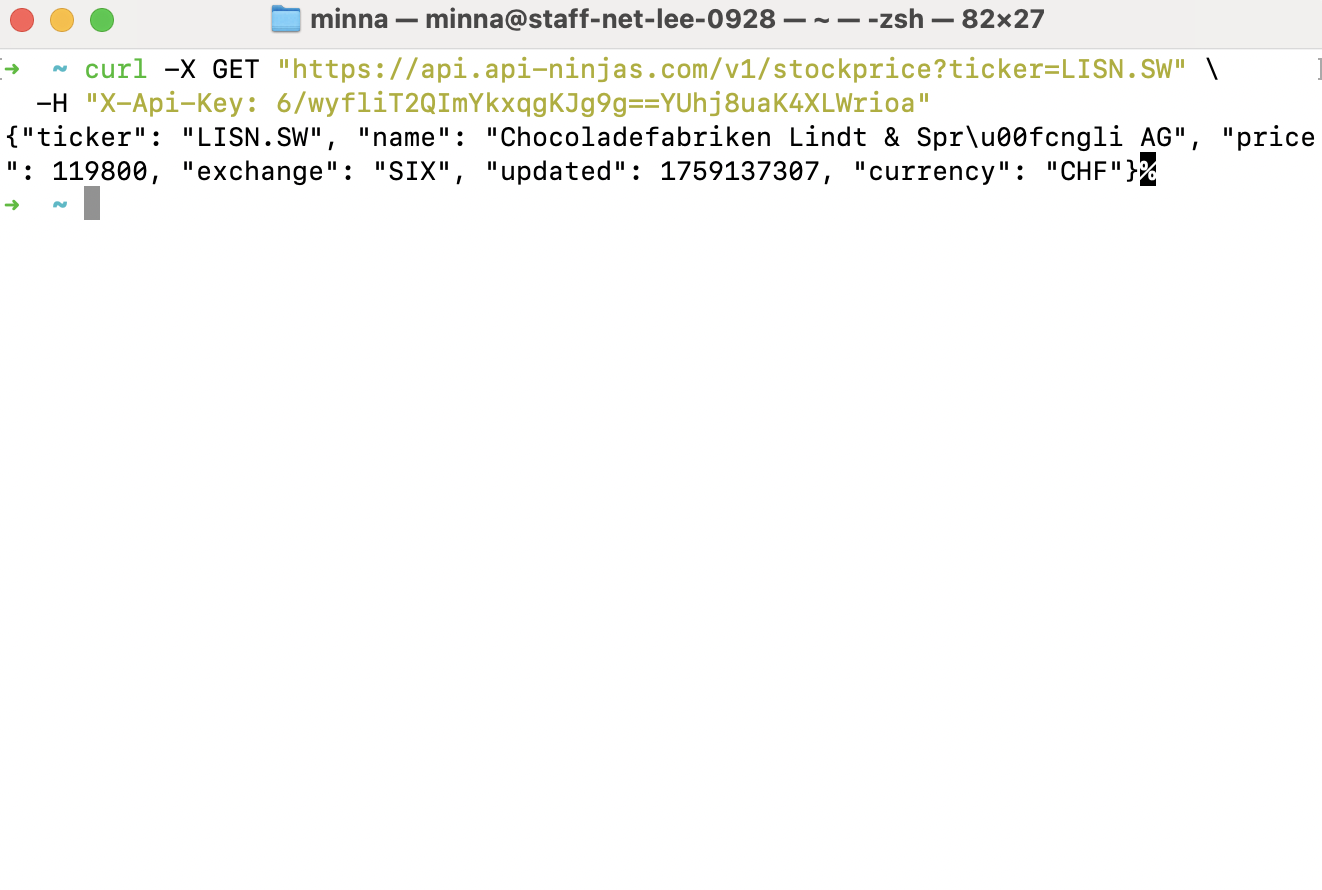 minna — minna@staff-net-lee-0928 — ~ — -zsh — 82×27
➜  ~ curl -X GET "https://api.api-ninjas.com/v1/stockprice?ticker=LISN.SW" \
  -H "X-Api-Key: 6/wyfliT2QImYkxqgKJg9g==YUhj8uaK4XLWrioa"
{"ticker": "LISN.SW", "name": "Chocoladefabriken Lindt & Spr\u00fcngli AG", "price
": 119800, "exchange": "SIX", "updated": 1759137307, "currency": "CHF"}%
➜  ~